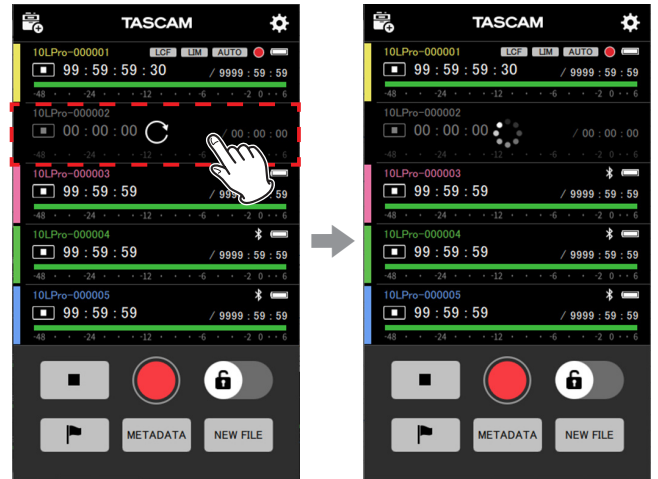 TASCAM
10LPro-000001 LCF LIM AUTO
99 : 59 : 59 : 30 / 9999 : 59 : 59
-48 -24 -12 -6 -2 0 6
10LPro-000002
00 : 00 : 00 / 00 : 00 : 00
-48 -24 -12 -6 -2 0 6
10LPro-000003
99 : 59 : 59 / 9999 : 59 : 59
-48 -24 -12 -6 -2 0 6
10LPro-000004
99 : 59 : 59 / 9999 : 59 : 59
-48 -24 -12 -6 -2 0 6
10LPro-000005
99 : 59 : 59 / 9999 : 59 : 59
-48 -24 -12 -6 -2 0 6
METADATA NEW FILE
TASCAM
10LPro-000001 LCF LIM AUTO
99 : 59 : 59 : 30 / 9999 : 59 : 59
-48 -24 -12 -6 -2 0 6
10LPro-000002
00 : 00 : 00 / 00 : 00 : 00
-48 -24 -12 -6 -2 0 6
10LPro-000003
99 : 59 : 59 / 9999 : 59 : 59
-48 -24 -12 -6 -2 0 6
10LPro-000004
99 : 59 : 59 / 9999 : 59 : 59
-48 -24 -12 -6 -2 0 6
10LPro-000005
99 : 59 : 59 / 9999 : 59 : 59
-48 -24 -12 -6 -2 0 6
METADATA NEW FILE